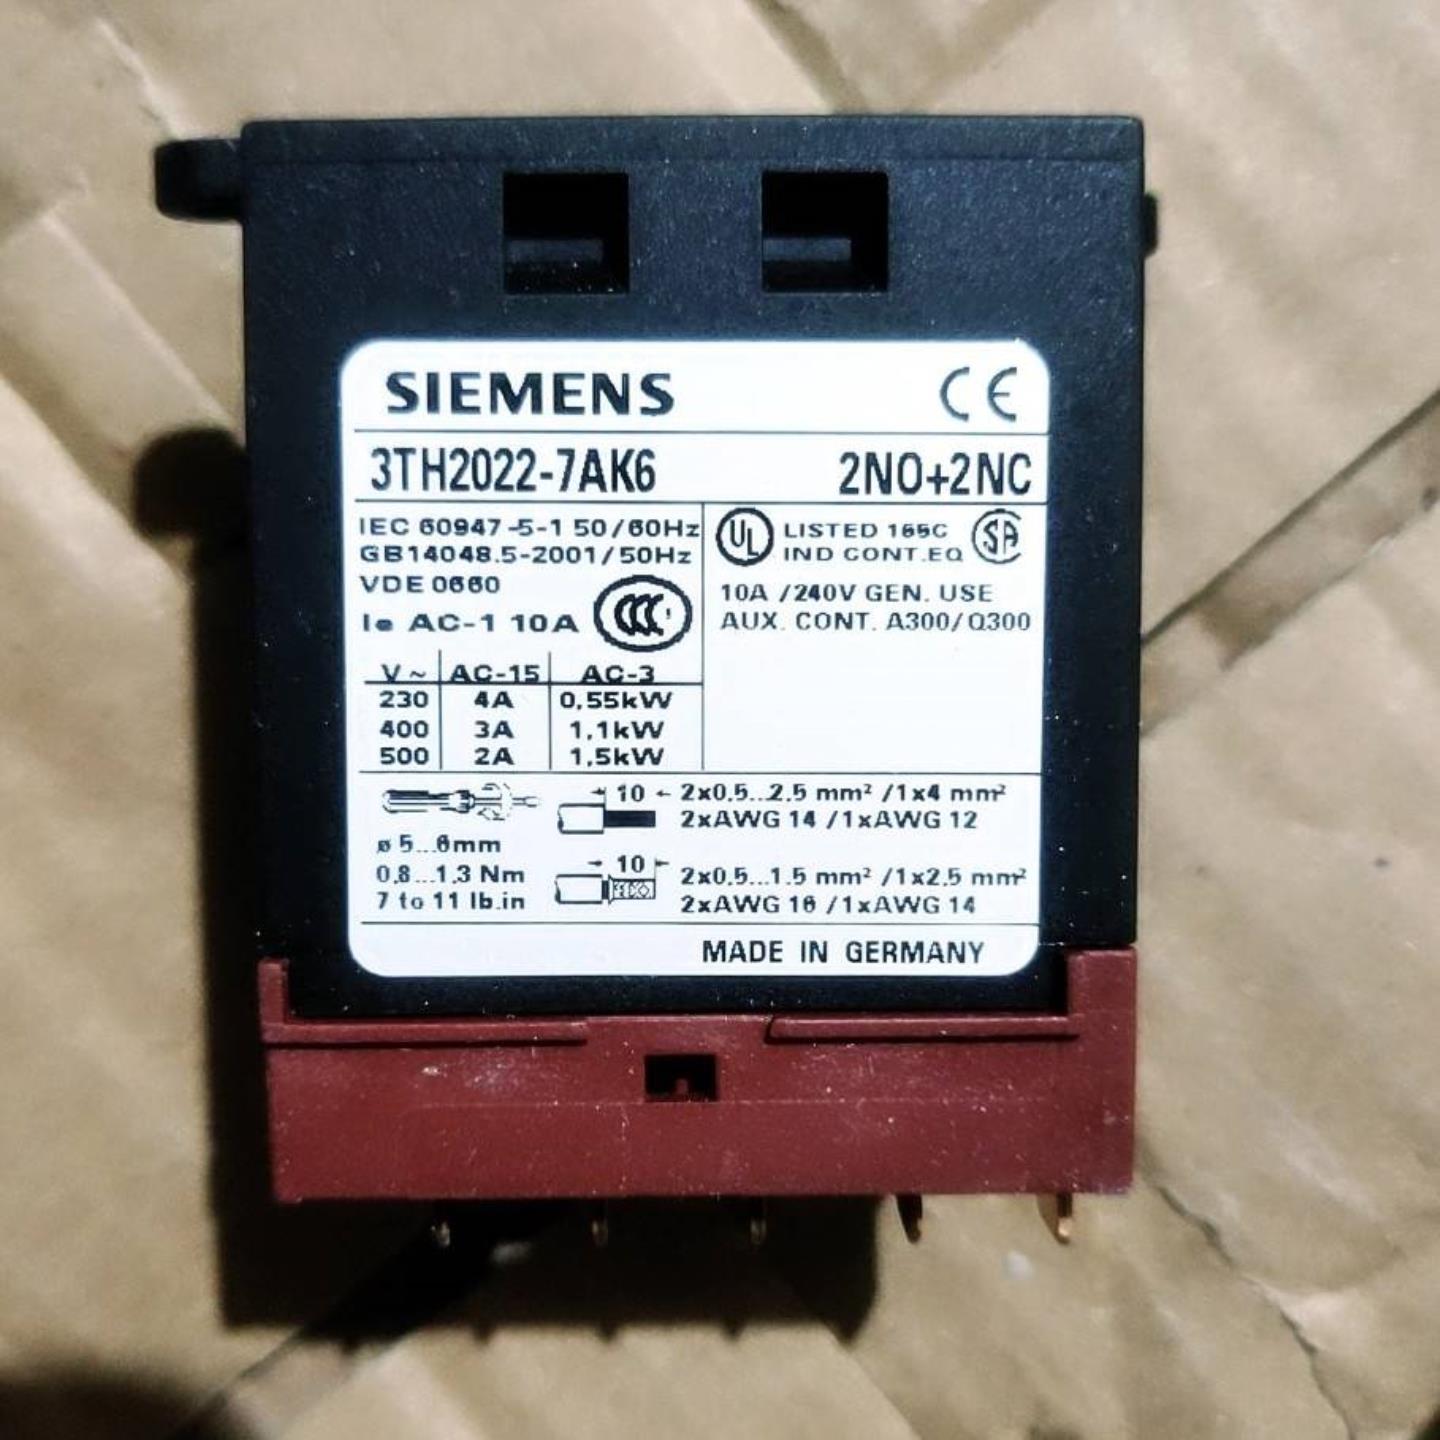 SIEMENS CE
3TH2022-7AK6 2NO+2NC
IEC 60947-5-1 50/60Hz
GB14048.5-2001/50Hz
VDE 0660
CCC
Ie AC-1 10A
UL LISTED 165C SA
IND CONT.EQ
10A /240V GEN. USE
AUX. CONT. A300/Q300
V~ AC-15 AC-3
230 4A 0,55kW
400 3A 1,1kW
500 2A 1,5kW
ø 5...6mm
0,8...1,3 Nm
7 to 11 lb.in
10 2x0,5...2,5 mm² /1x4 mm²
2xAWG 14 /1xAWG 12
10 2x0,5...1.5 mm² /1x2,5 mm²
2xAWG 16 /1xAWG 14
MADE IN GERMANY